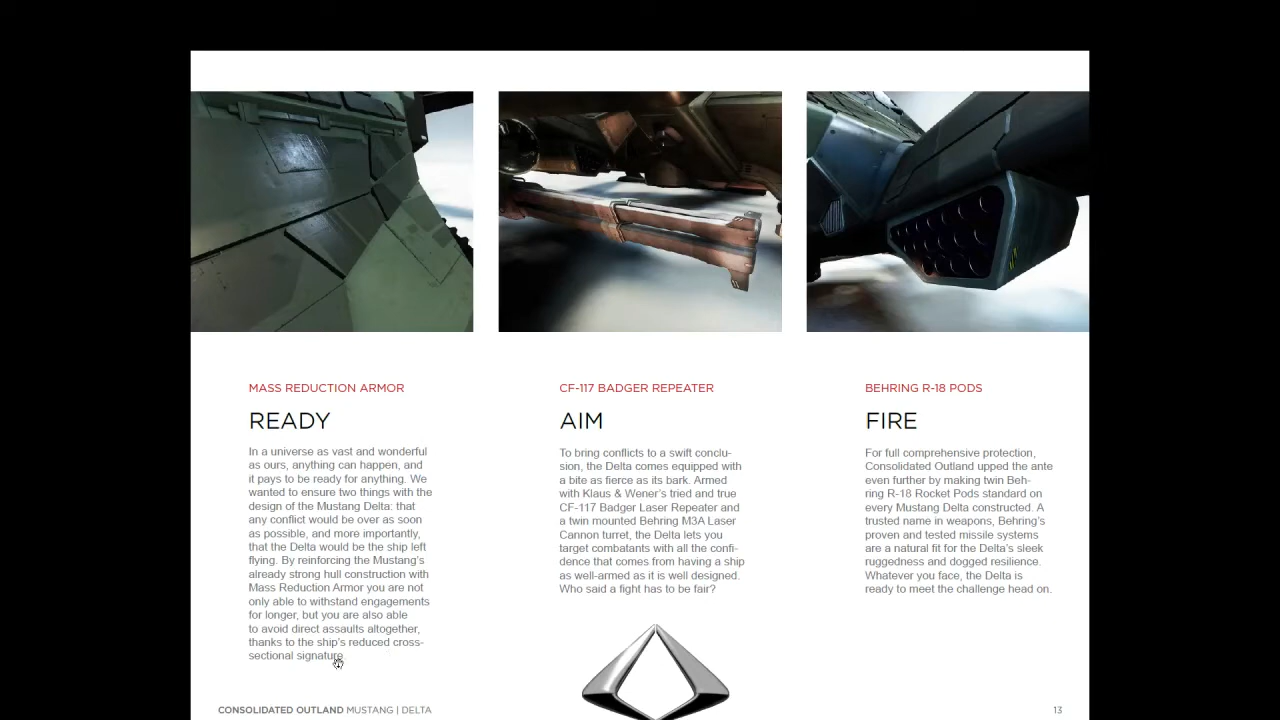 MASS REDUCTION ARMOR
READY
In a universe as vast and wonderful
as ours, anything can happen, and
it pays to be ready for anything. We
wanted to ensure two things with the
design of the Mustang Delta: that
any conflict would be over as soon
as possible, and more importantly,
that the Delta would be the ship left
flying. By reinforcing the Mustang's
already strong hull construction with
Mass Reduction Armor you are not
only able to withstand engagements
for longer, but you are also able
to avoid direct assaults altogether,
thanks to the ship's reduced cross-
sectional signature
CF-117 BADGER REPEATER
AIM
To bring conflicts to a swift conclu-
sion, the Delta comes equipped with
a bite as fierce as its bark. Armed
with Klaus & Wener's tried and true
CF-117 Badger Laser Repeater and
a twin mounted Behring M3A Laser
Cannon turret, the Delta lets you
target combatants with all the confi-
dence that comes from having a ship
as well-armed as it is well designed.
Who said a fight has to be fair?
BEHRING R-18 PODS
FIRE
For full comprehensive protection,
Consolidated Outland upped the ante
even further by making twin Beh-
ring R-18 Rocket Pods standard on
every Mustang Delta constructed. A
trusted name in weapons, Behring's
proven and tested missile systems
are a natural fit for the Delta's sleek
ruggedness and dogged resilience.
Whatever you face, the Delta is
ready to meet the challenge head on.
CONSOLIDATED OUTLAND MUSTANG | DELTA
13